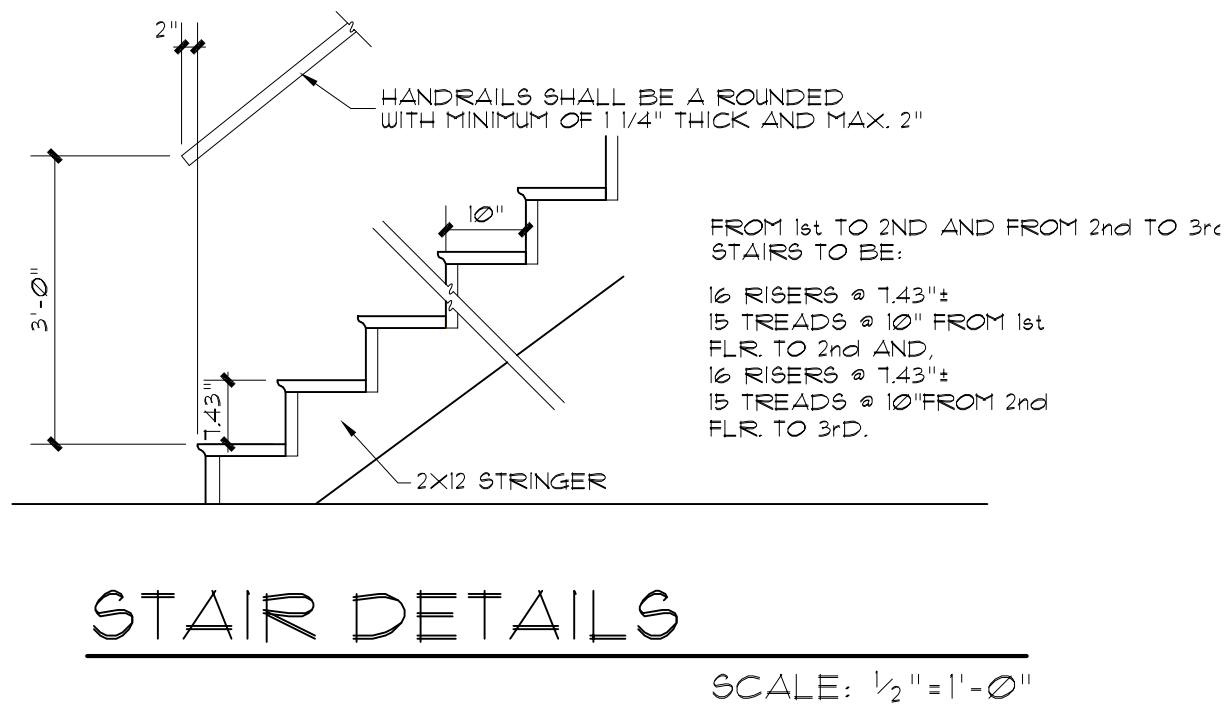 2"
HANDRAILS SHALL BE A ROUNDED
WITH MINIMUM OF 1 1/4" THICK AND MAX. 2"
10"
FROM 1st TO 2ND AND FROM 2nd TO
STAIRS TO BE:
3'-0"
16 RISERS @ 7.43"±
15 TREADS @ 10" FROM 1st
FLR. TO 2nd AND,
16 RISERS @ 7.43"±
15 TREADS @ 10"FROM 2nd
FLR. TO 3rD.
7.43"
2X12 STRINGER
STAIR DETAILS
SCALE: 1/2"=1'-0"